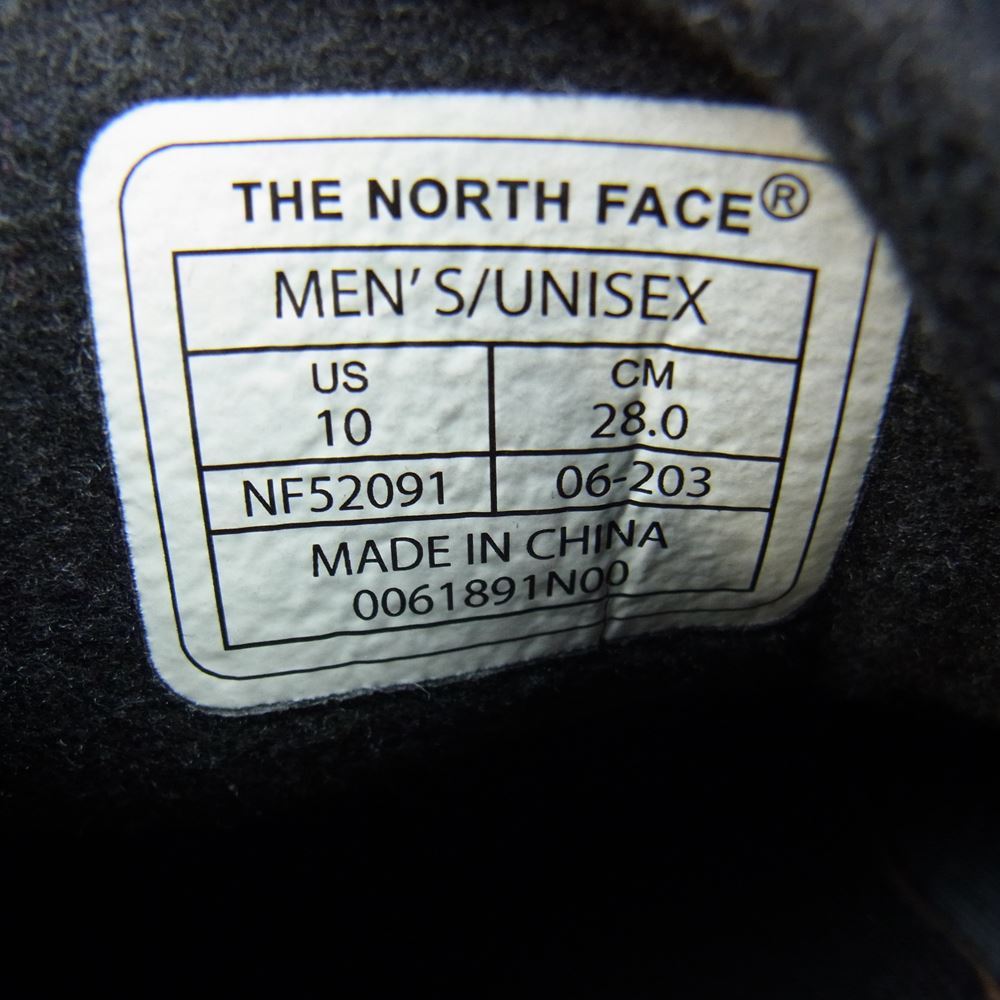 THE NORTH FACE®
MEN'S/UNISEX
US CM
10 28.0
NF52091 06-203
MADE IN CHINA
0061891N00